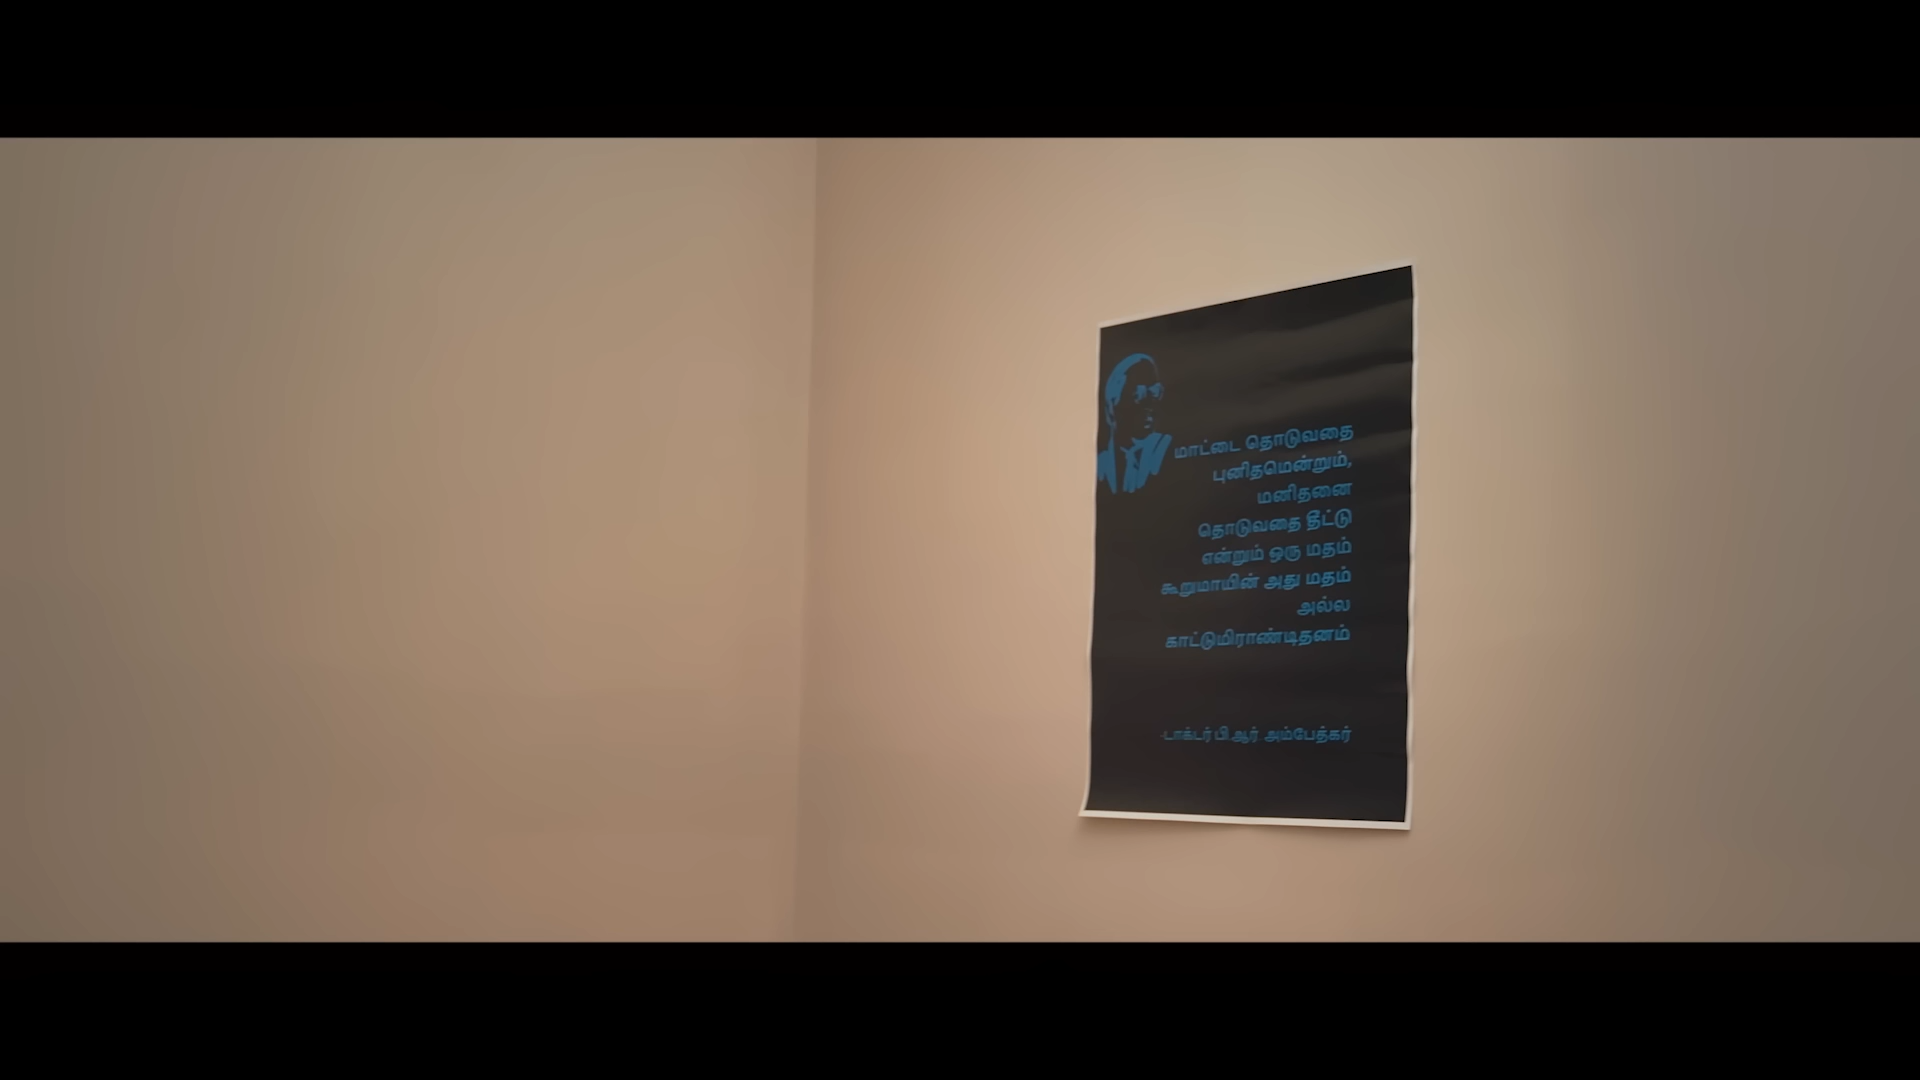 மாட்டை தொடுவதை
புனிதமென்றும்,
மனிதனை
தொடுவதை தீட்டு
என்றும் ஒரு மதம்
கூறுமாயின் அது மதம்
அல்ல
காட்டுமிராண்டிதனம்
-டாக்டர் பி.ஆர் அம்பேத்கர்